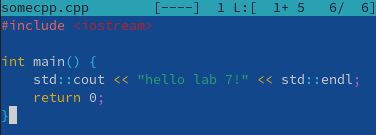 somecpp.cpp        [----]  1 L:[  1+ 5   6/  6]
#include <iostream>

int main() {
    std::cout << "hello lab 7!" << std::endl;
    return 0;
}